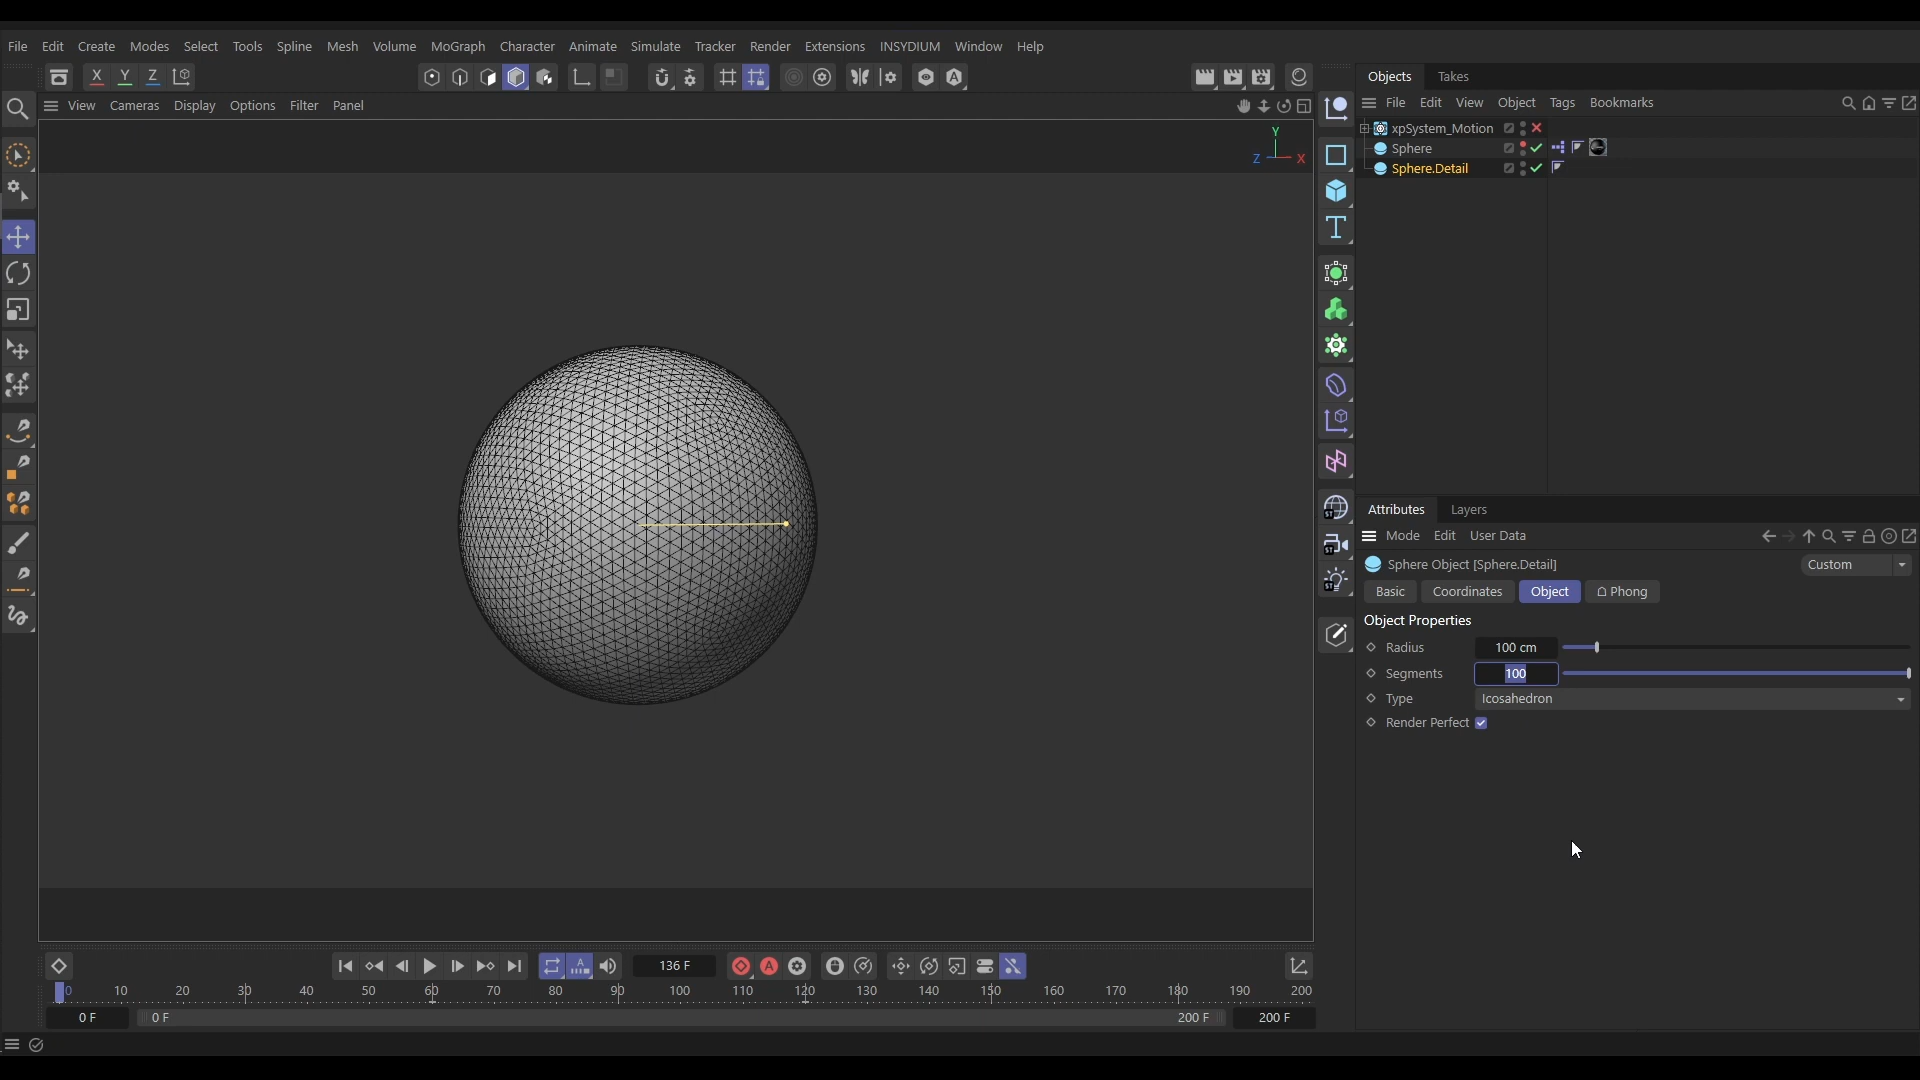 File Edit Create Modes Select Tools Spline Mesh Volume MoGraph Character Animate Simulate Tracker Render Extensions INSYDIUM Window Help
X Y Z
View Cameras Display Options Filter Panel
Y
Z X
Objects Takes
File Edit View Object Tags Bookmarks
xpSystem_Motion
Sphere
Sphere.Detail
Attributes Layers
Mode Edit User Data
Sphere Object [Sphere.Detail] Custom
Basic Coordinates Object Phong
Object Properties
Radius 100 cm
Segments 100
Type Icosahedron
Render Perfect
136 F
0 10 20 30 40 50 60 70 80 90 100 110 120 130 140 150 160 170 180 190 200
0 F 0 F 200 F 200 F